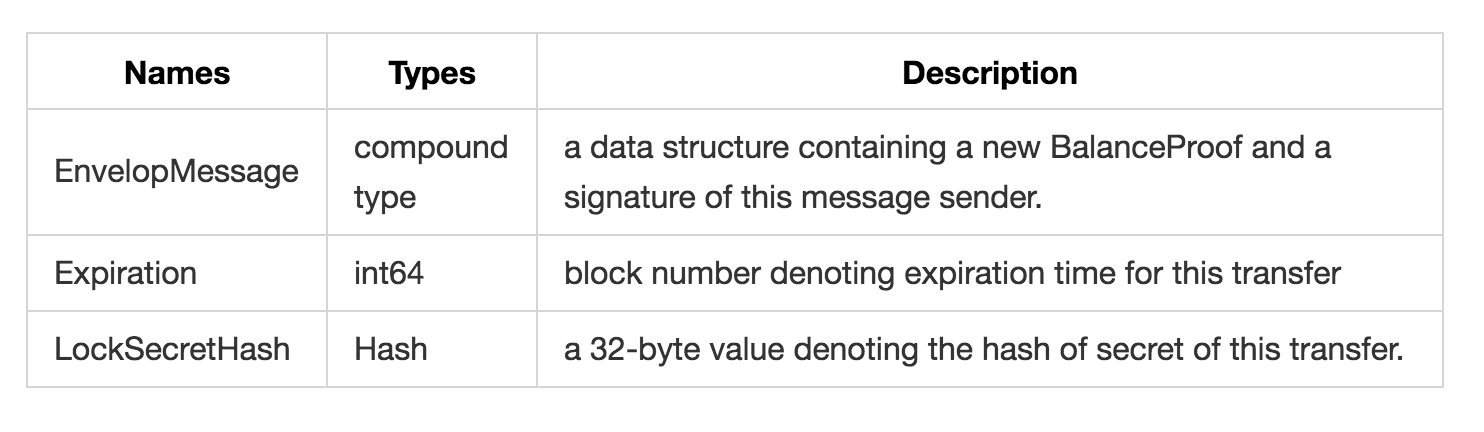 Names Types Description
EnvelopMessage compound type a data structure containing a new BalanceProof and a signature of this message sender.
Expiration int64 block number denoting expiration time for this transfer
LockSecretHash Hash a 32-byte value denoting the hash of secret of this transfer.